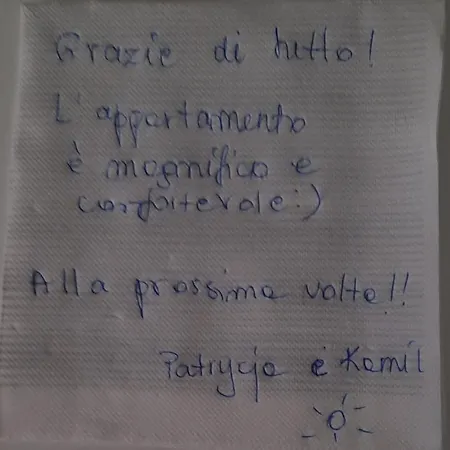 Grazie di tutto!
L'appartamento
è magnifico e
confortevole:)
Alla prossima volta!!
Patrycja e Kamil